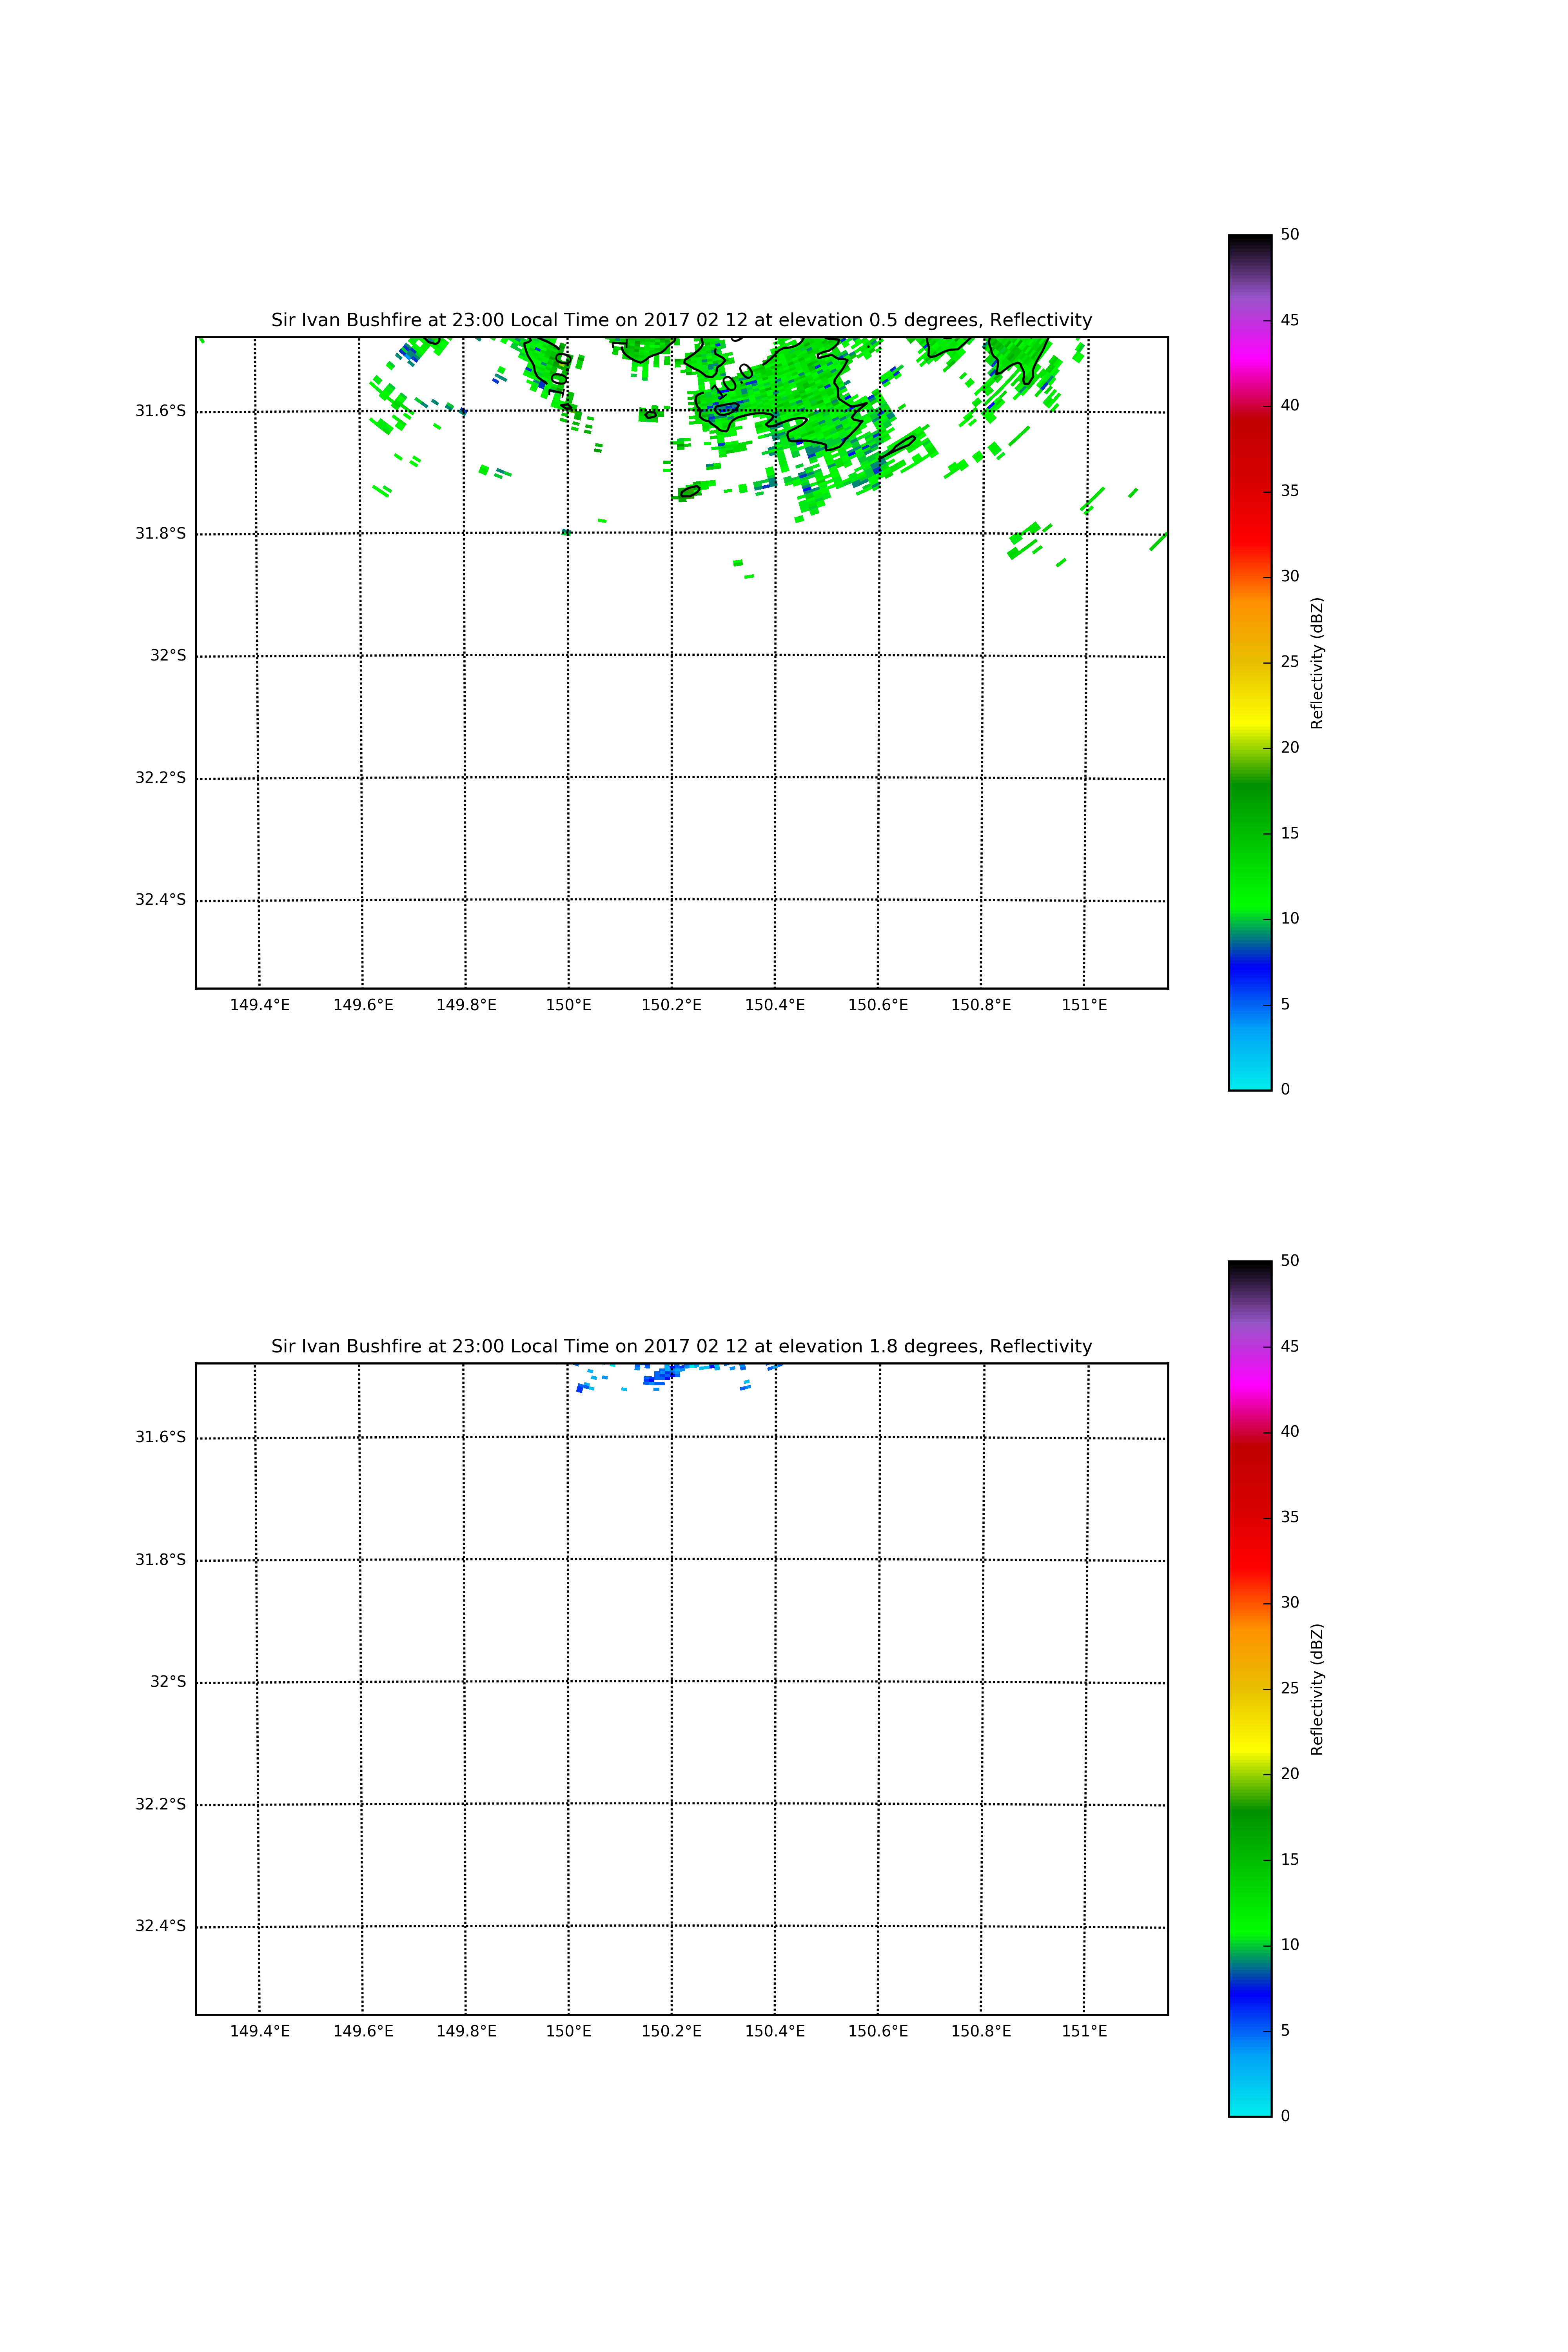 Sir Ivan Bushfire at 23:00 Local Time on 2017 02 12 at elevation 0.5 degrees, Reflectivity
10.0
10.0
31.6°S
31.8°S
32°S
32.2°S
32.4°S
149.4°E 149.6°E 149.8°E 150°E 150.2°E 150.4°E 150.6°E 150.8°E 151°E
50
45
40
35
30
25
20
15
10
5
0
Reflectivity (dBZ)
Sir Ivan Bushfire at 23:00 Local Time on 2017 02 12 at elevation 1.8 degrees, Reflectivity
31.6°S
31.8°S
32°S
32.2°S
32.4°S
149.4°E 149.6°E 149.8°E 150°E 150.2°E 150.4°E 150.6°E 150.8°E 151°E
50
45
40
35
30
25
20
15
10
5
0
Reflectivity (dBZ)